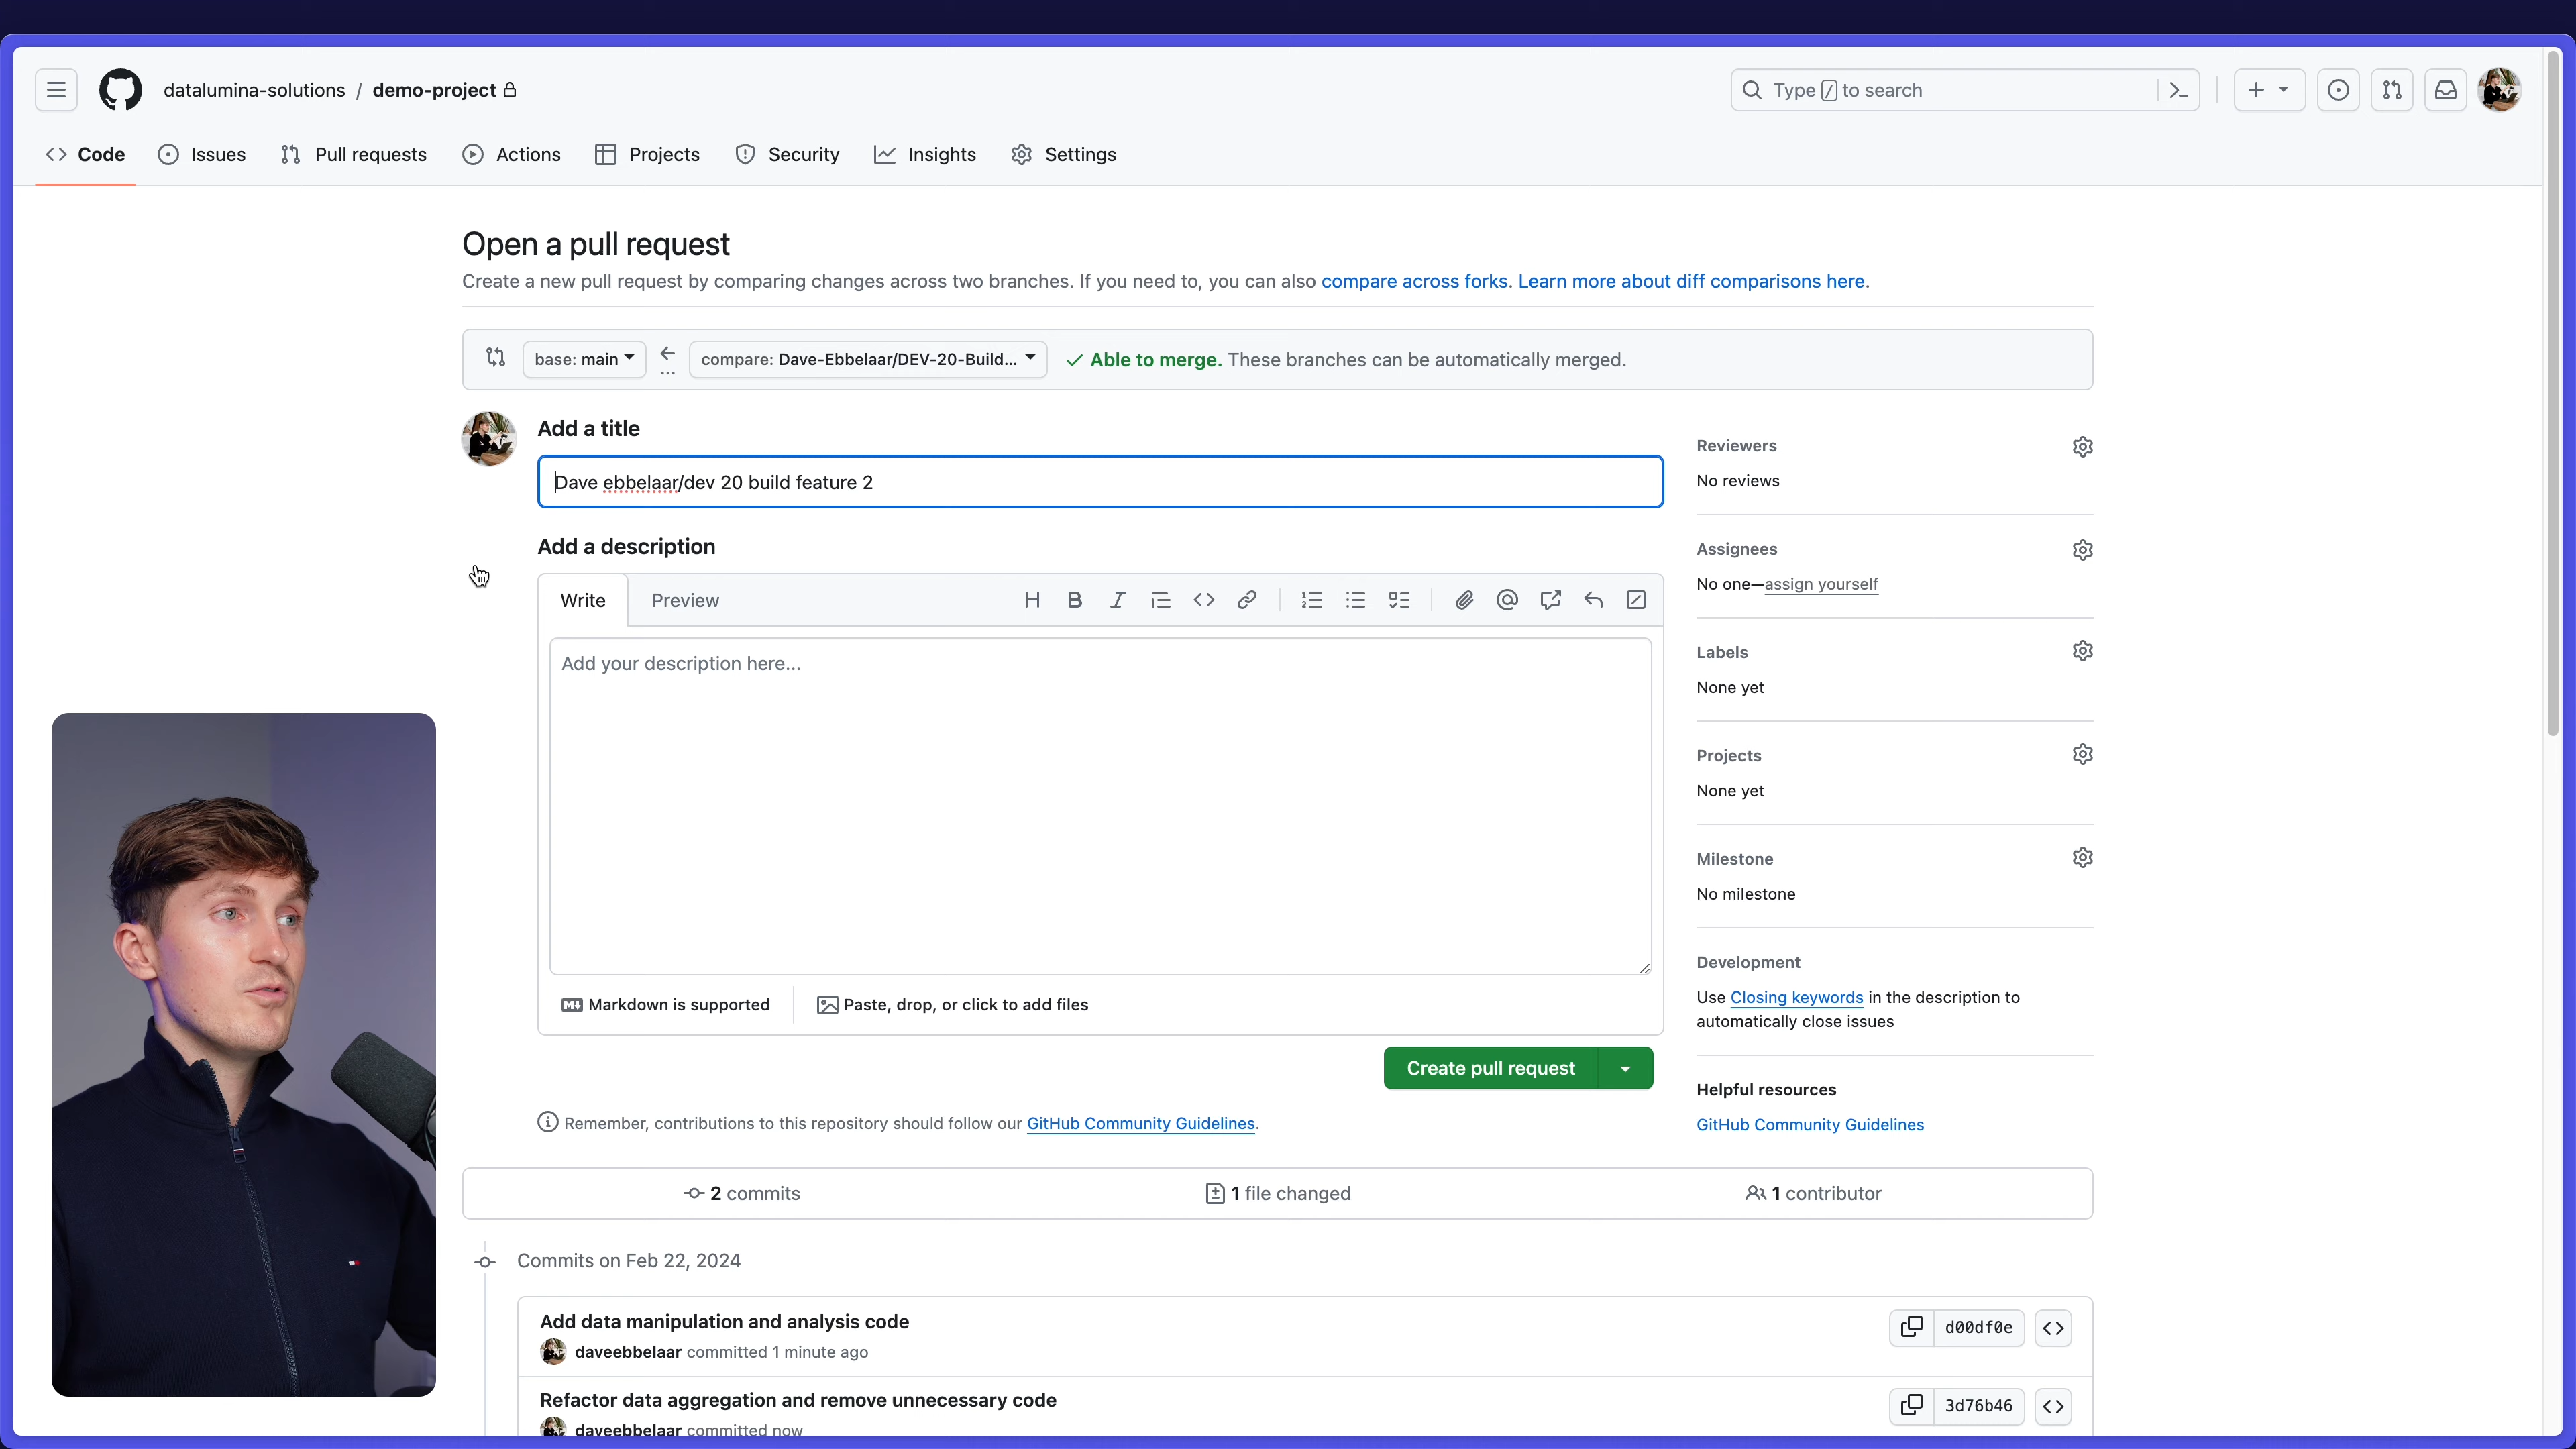 datalumina-solutions / demo-project
Type / to search
Code Issues Pull requests Actions Projects Security Insights Settings
Open a pull request
Create a new pull request by comparing changes across two branches. If you need to, you can also compare across forks. Learn more about diff comparisons here.
base: main compare: Dave-Ebbelaar/DEV-20-Build... Able to merge. These branches can be automatically merged.
Add a title
Dave ebbelaar/dev 20 build feature 2
Add a description
Write Preview
Add your description here...
Markdown is supported
Paste, drop, or click to add files
Create pull request
Remember, contributions to this repository should follow our GitHub Community Guidelines.
Reviewers
No reviews
Assignees
No one—assign yourself
Labels
None yet
Projects
None yet
Milestone
No milestone
Development
Use Closing keywords in the description to
automatically close issues
Helpful resources
GitHub Community Guidelines
2 commits 1 file changed 1 contributor
Commits on Feb 22, 2024
Add data manipulation and analysis code
daveebbelaar committed 1 minute ago
d00df0e
Refactor data aggregation and remove unnecessary code
daveebbelaar committed now
3d76b46